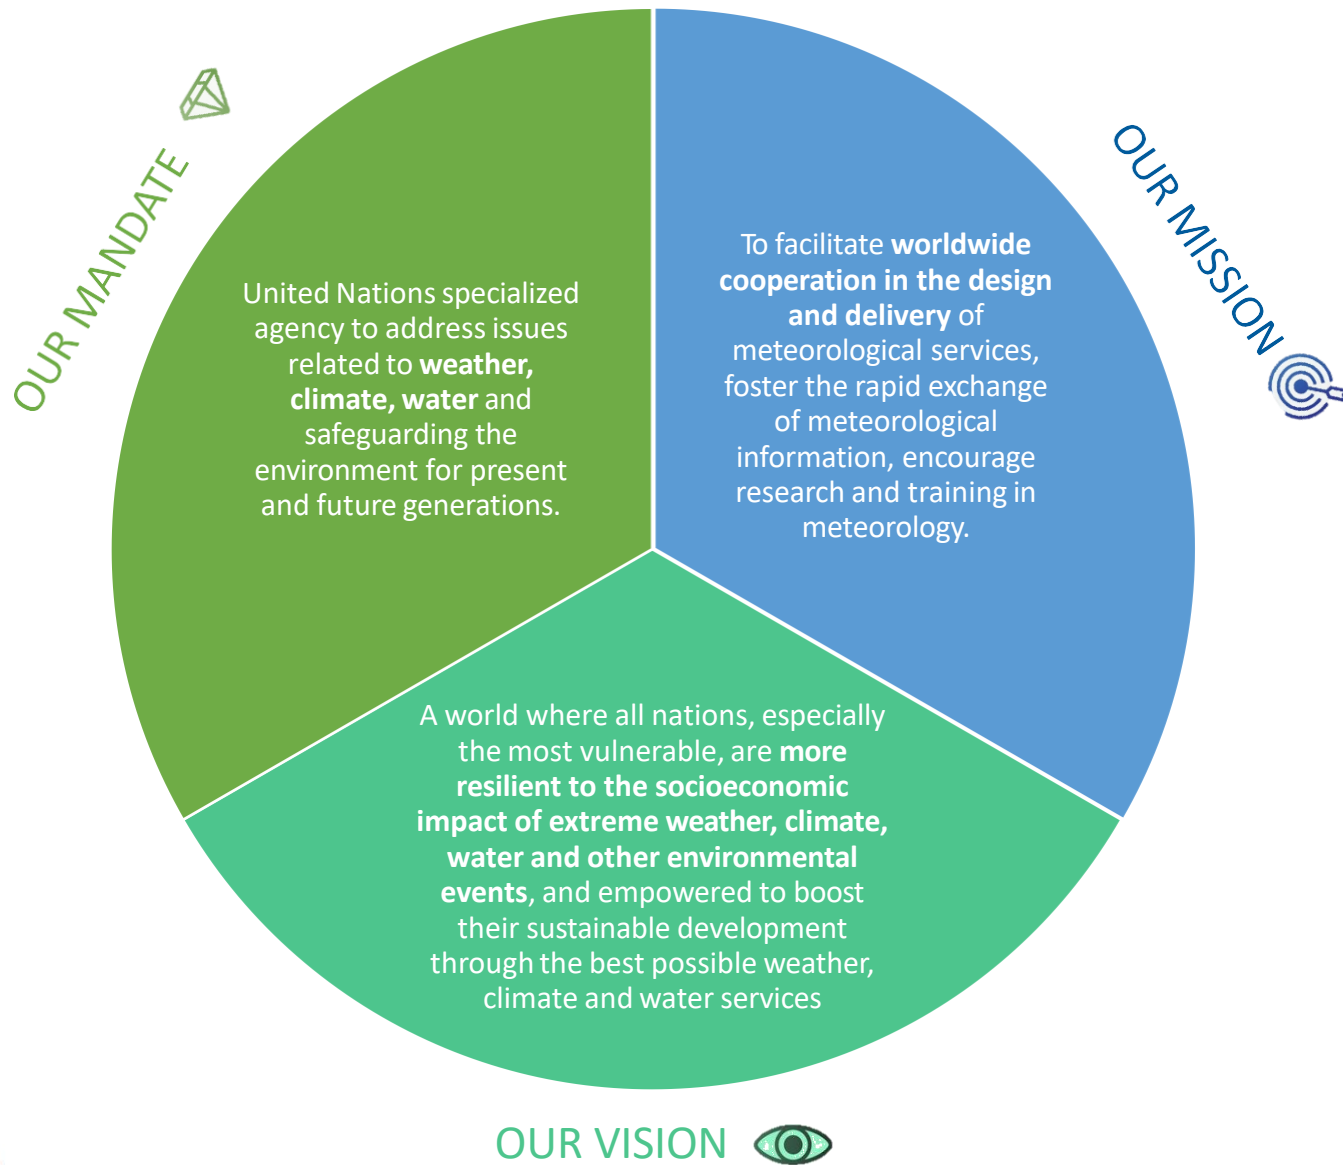 OUR MANDATE
United Nations specialized
agency to address issues
related to weather,
climate, water and
safeguarding the
environment for present
and future generations.
OUR MISSION
To facilitate worldwide
cooperation in the design
and delivery of
meteorological services,
foster the rapid exchange
of meteorological
information, encourage
research and training in
meteorology.
A world where all nations, especially
the most vulnerable, are more
resilient to the socioeconomic
impact of extreme weather, climate,
water and other environmental
events, and empowered to boost
their sustainable development
through the best possible weather,
climate and water services
OUR VISION